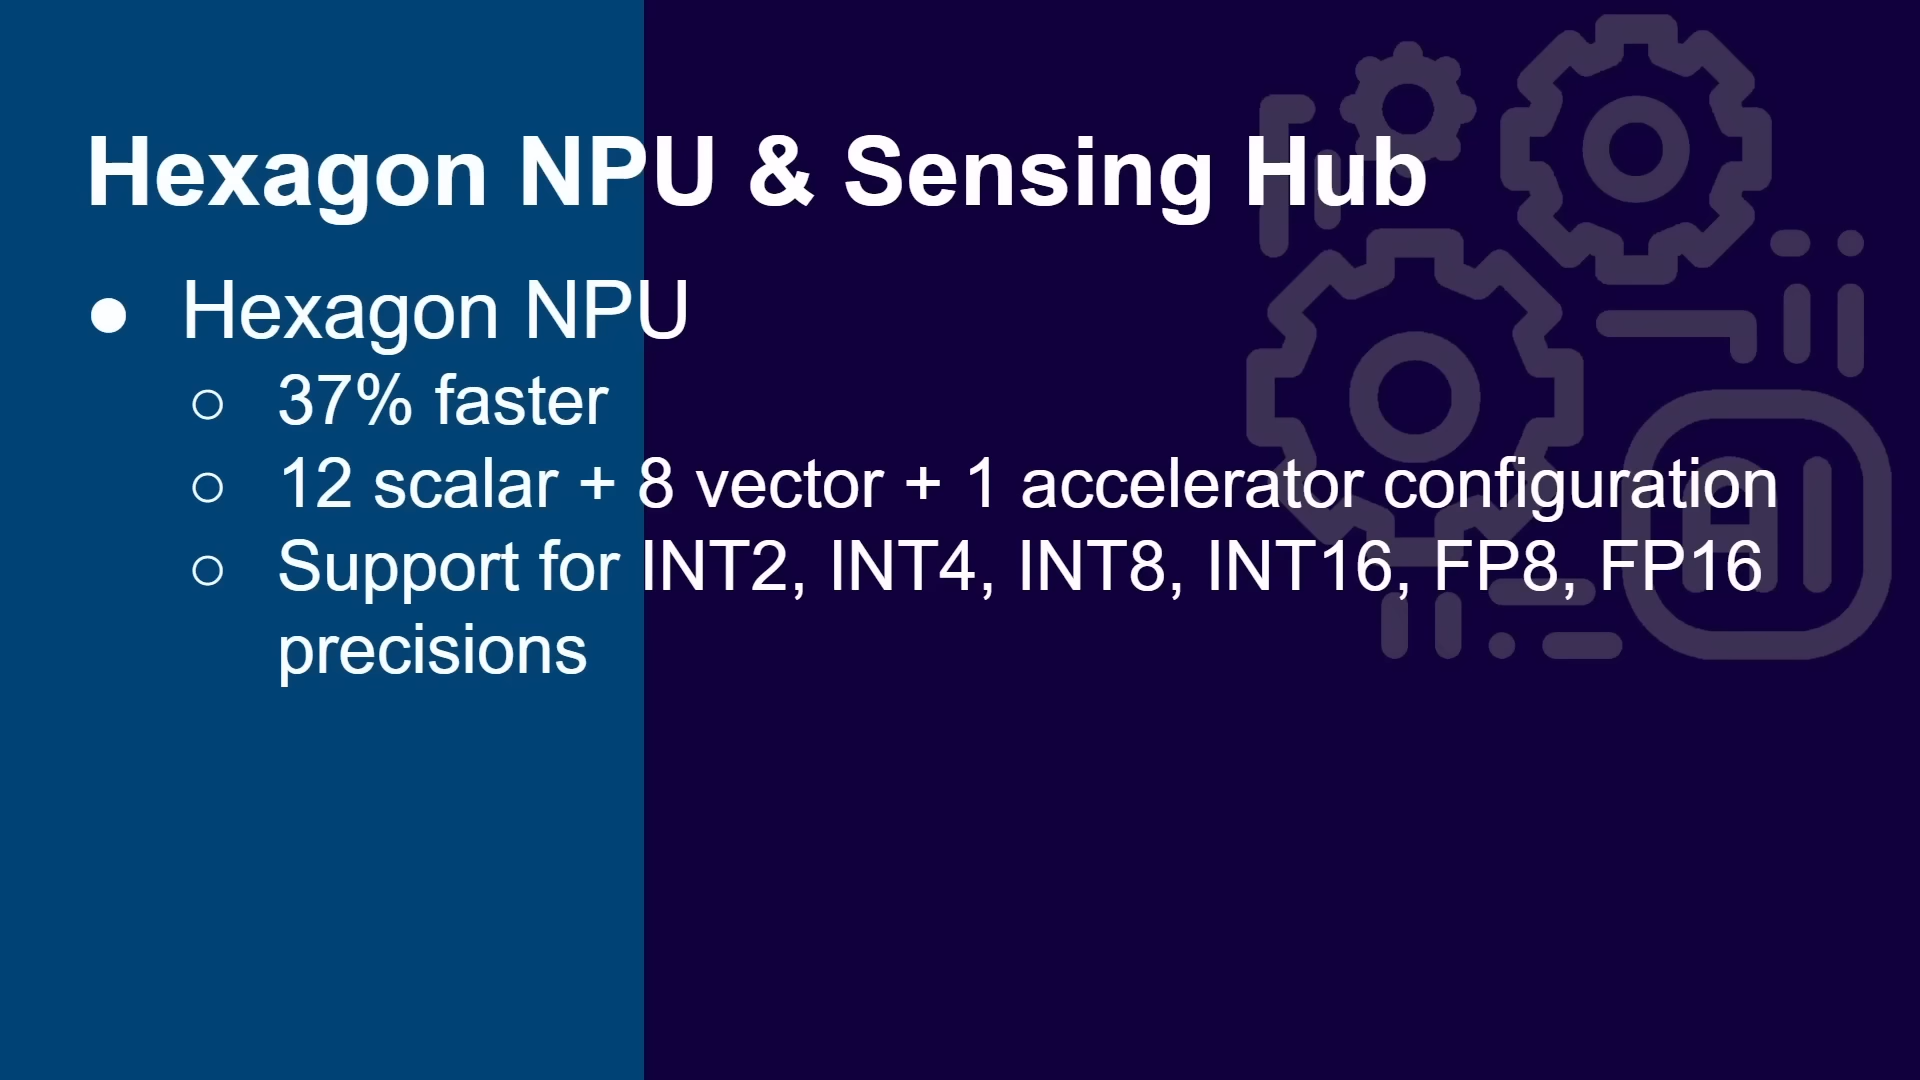 Hexagon NPU & Sensing Hub
● Hexagon NPU
○ 37% faster
○ 12 scalar + 8 vector + 1 accelerator configuration
○ Support for INT2, INT4, INT8, INT16, FP8, FP16
precisions
AI